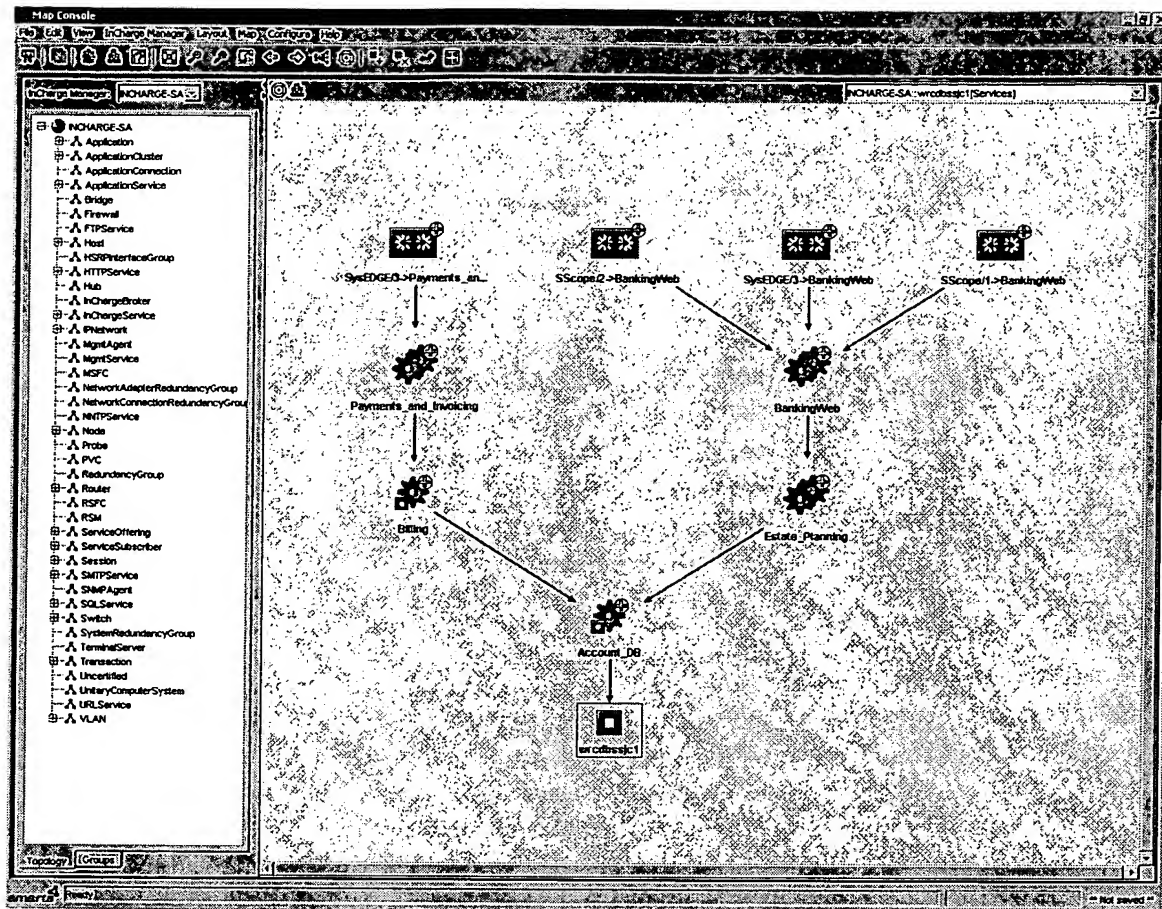 Map Console
File Edit View InCharge Manager Layout Map Configure Help
InCharge Manager: INCHARGE-SA
INCHARGE-SA::wrcdbssjc1[Services]
INCHARGE-SA
Application
ApplicationCluster
ApplicationConnection
ApplicationService
Bridge
Firewall
FTPService
Host
HSRPInterfaceGroup
HTTPService
Hub
InChargeBroker
InChargeService
IPNetwork
MgmtAgent
MgmtService
MSFC
NetworkAdapterRedundancyGroup
NetworkConnectionRedundancyGrou
NNTPService
Node
Probe
PVC
RedundancyGroup
Router
RSFC
RSM
ServiceOffering
ServiceSubscriber
Session
SMTPService
SNMPAgent
SQLService
Switch
SystemRedundancyGroup
TerminalServer
Transaction
Uncertified
UnitaryComputerSystem
URLService
VLAN
SysEDGE/3->Payments_an...
SScope/2->BankingWeb
SysEDGE/3->BankingWeb
SScope/1->BankingWeb
Payments_and_Invoicing
BankingWeb
Billing
Estate_Planning
Account_DB
wrcdbssjc1
Topology Groups
smarts Ready
** Not saved **